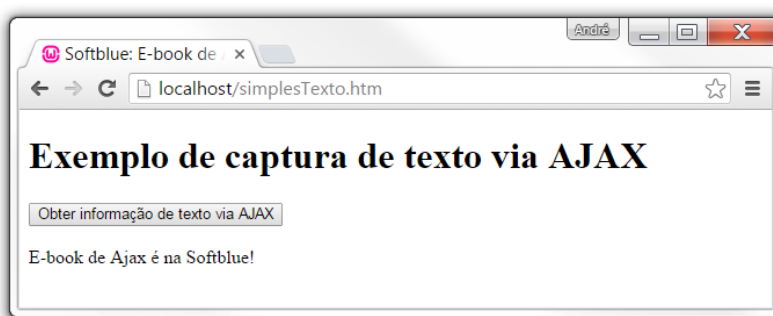 André
Softblue: E-book de
localhost/simplesTexto.htm
Exemplo de captura de texto via AJAX
Obter informação de texto via AJAX
E-book de Ajax é na Softblue!